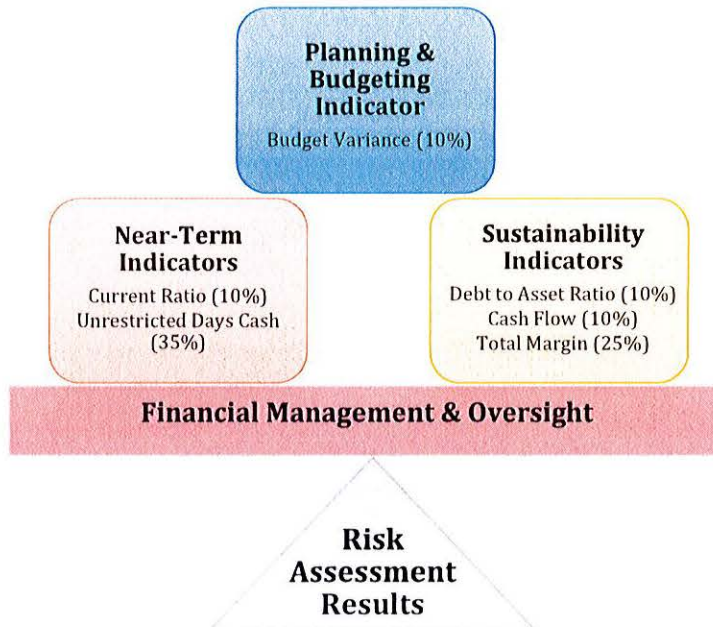 Planning &
Budgeting
Indicator
Budget Variance (10%)
Near-Term
Indicators
Current Ratio (10%)
Unrestricted Days Cash
(35%)
Sustainability
Indicators
Debt to Asset Ratio (10%)
Cash Flow (10%)
Total Margin (25%)
Financial Management & Oversight
Risk
Assessment
Results